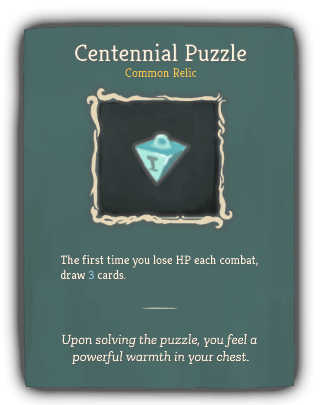 Centennial Puzzle
Common Relic
I
The first time you lose HP each combat,
draw 3 cards.
Upon solving the puzzle, you feel a
powerful warmth in your chest.